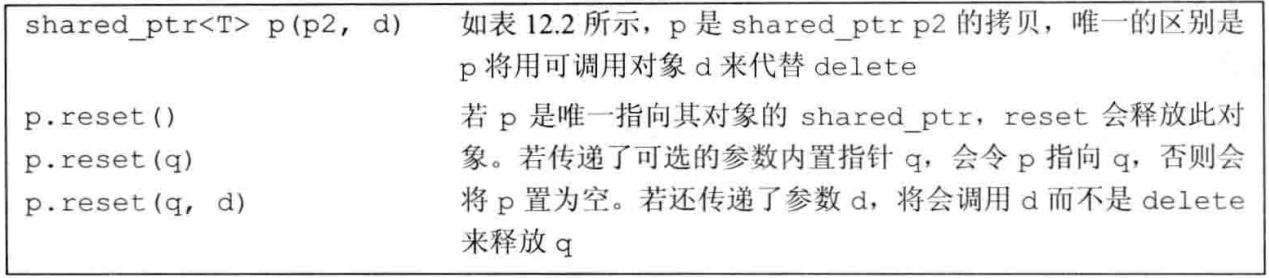 shared_ptr<T> p(p2, d) 如表 12.2 所示，p 是 shared_ptr p2 的拷贝，唯一的区别是
p 将用可调用对象 d 来代替 delete
p.reset() 若 p 是唯一指向其对象的 shared_ptr，reset 会释放此对
p.reset(q) 象。若传递了可选的参数内置指针 q，会令 p 指向 q，否则会
p.reset(q, d) 将 p 置为空。若还传递了参数 d，将会调用 d 而不是 delete
来释放 q